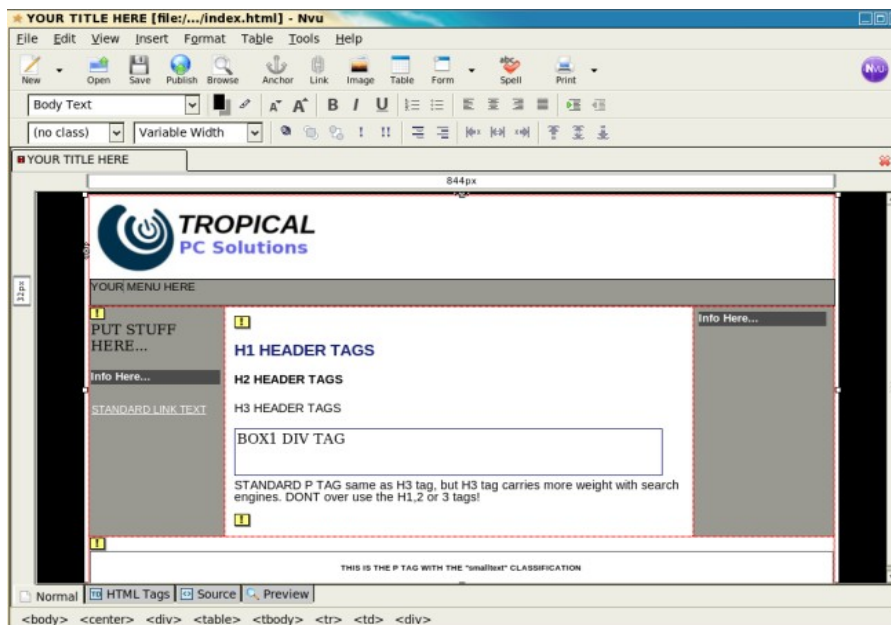 YOUR TITLE HERE [file:/.../index.html] - Nvu
File Edit View Insert Format Table Tools Help
New Open Save Publish Browse Anchor Link Image Table Form Spell Print
Nvu
Body Text
A A B I U
(no class) Variable Width
! !!
YOUR TITLE HERE
844px
TROPICAL
PC Solutions
32px
YOUR MENU HERE
!
PUT STUFF
HERE...
Info Here...
STANDARD LINK TEXT
!
H1 HEADER TAGS
H2 HEADER TAGS
H3 HEADER TAGS
BOX1 DIV TAG
STANDARD P TAG same as H3 tag, but H3 tag carries more weight with search
engines. DONT over use the H1,2 or 3 tags!
!
Info Here...
!
THIS IS THE P TAG WITH THE "smalltext" CLASSIFICATION
Normal HTML Tags Source Preview
<body> <center> <div> <table> <tbody> <tr> <td> <div>